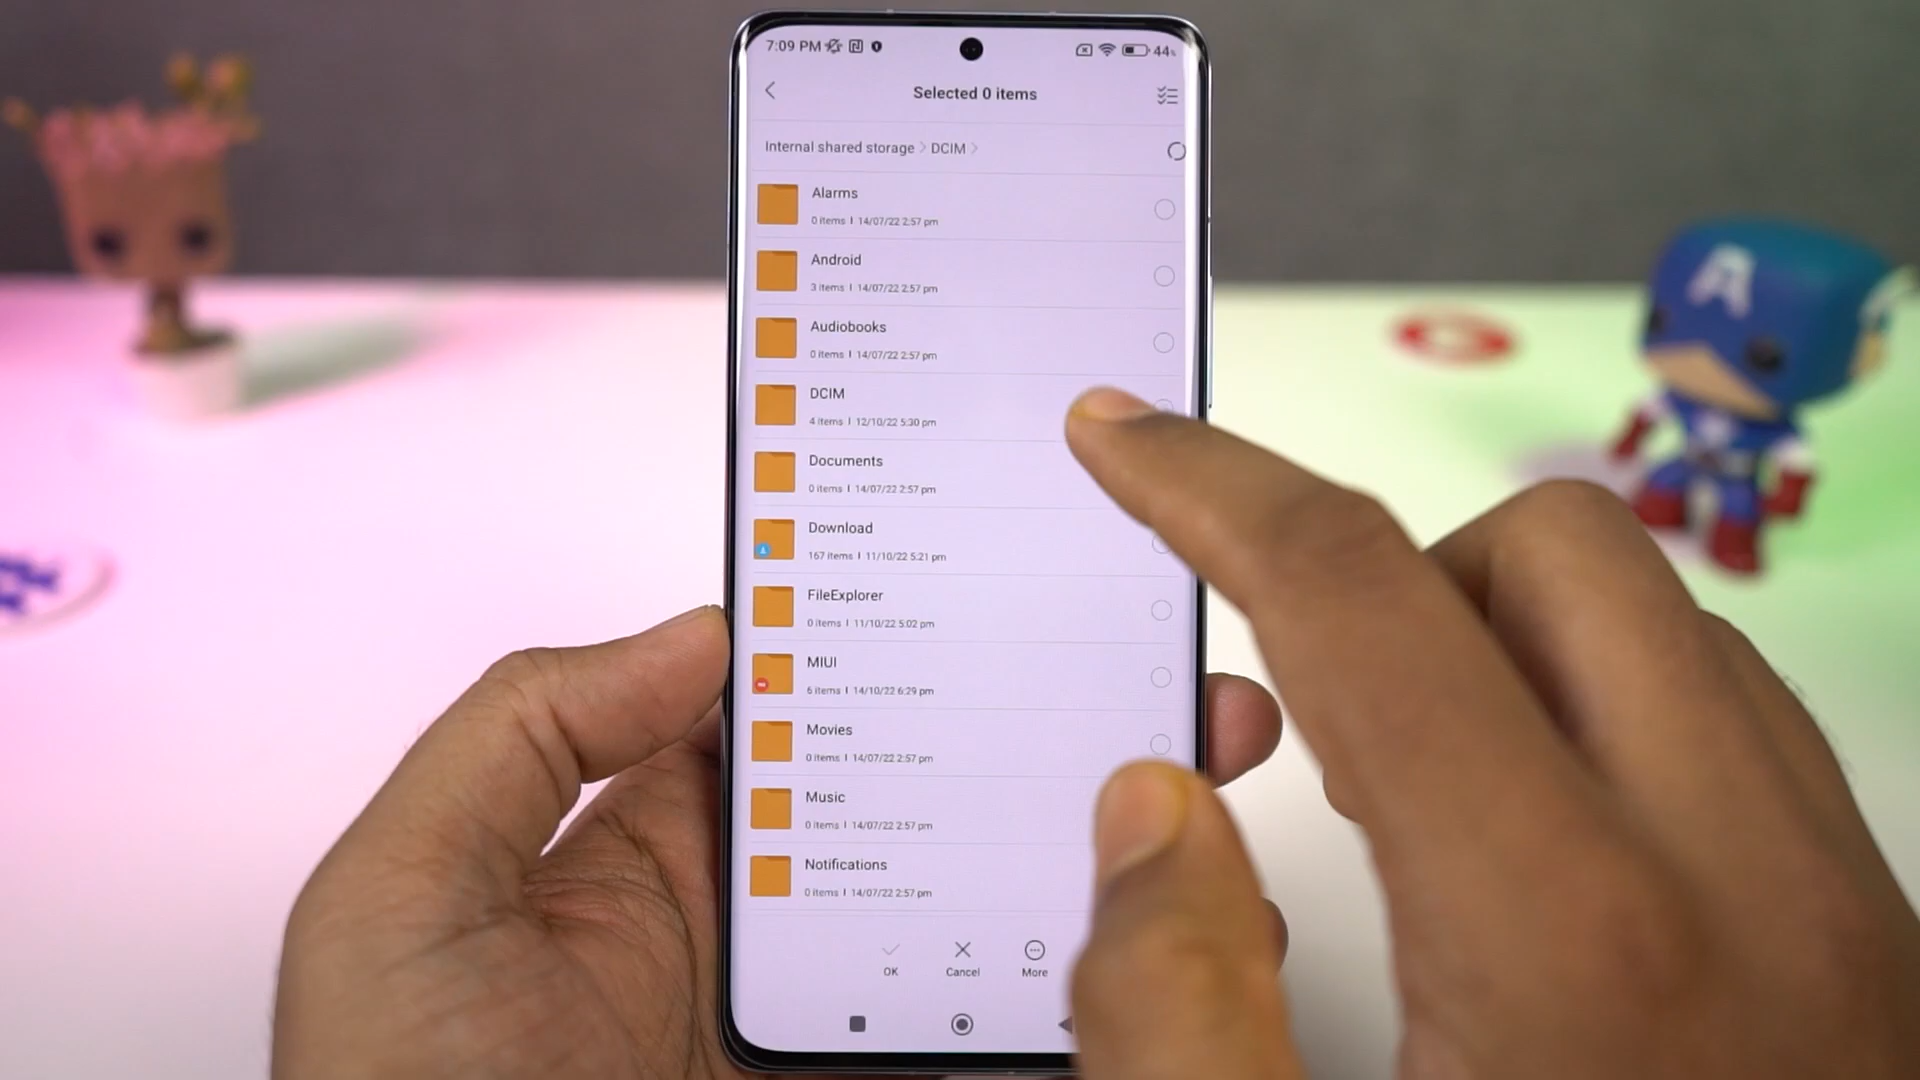 7:09 PM
44%
Selected 0 items
Internal shared storage > DCIM >
Alarms
0 items | 14/07/22 2:57 pm
Android
3 items | 14/07/22 2:57 pm
Audiobooks
0 items | 14/07/22 2:57 pm
DCIM
4 items | 12/10/22 5:30 pm
Documents
0 items | 14/07/22 2:57 pm
Download
167 items | 11/10/22 5:21 pm
FileExplorer
0 items | 11/10/22 5:02 pm
MIUI
6 items | 14/10/22 6:29 pm
Movies
0 items | 14/07/22 2:57 pm
Music
0 items | 14/07/22 2:57 pm
Notifications
0 items | 14/07/22 2:57 pm
OK
Cancel
More
A